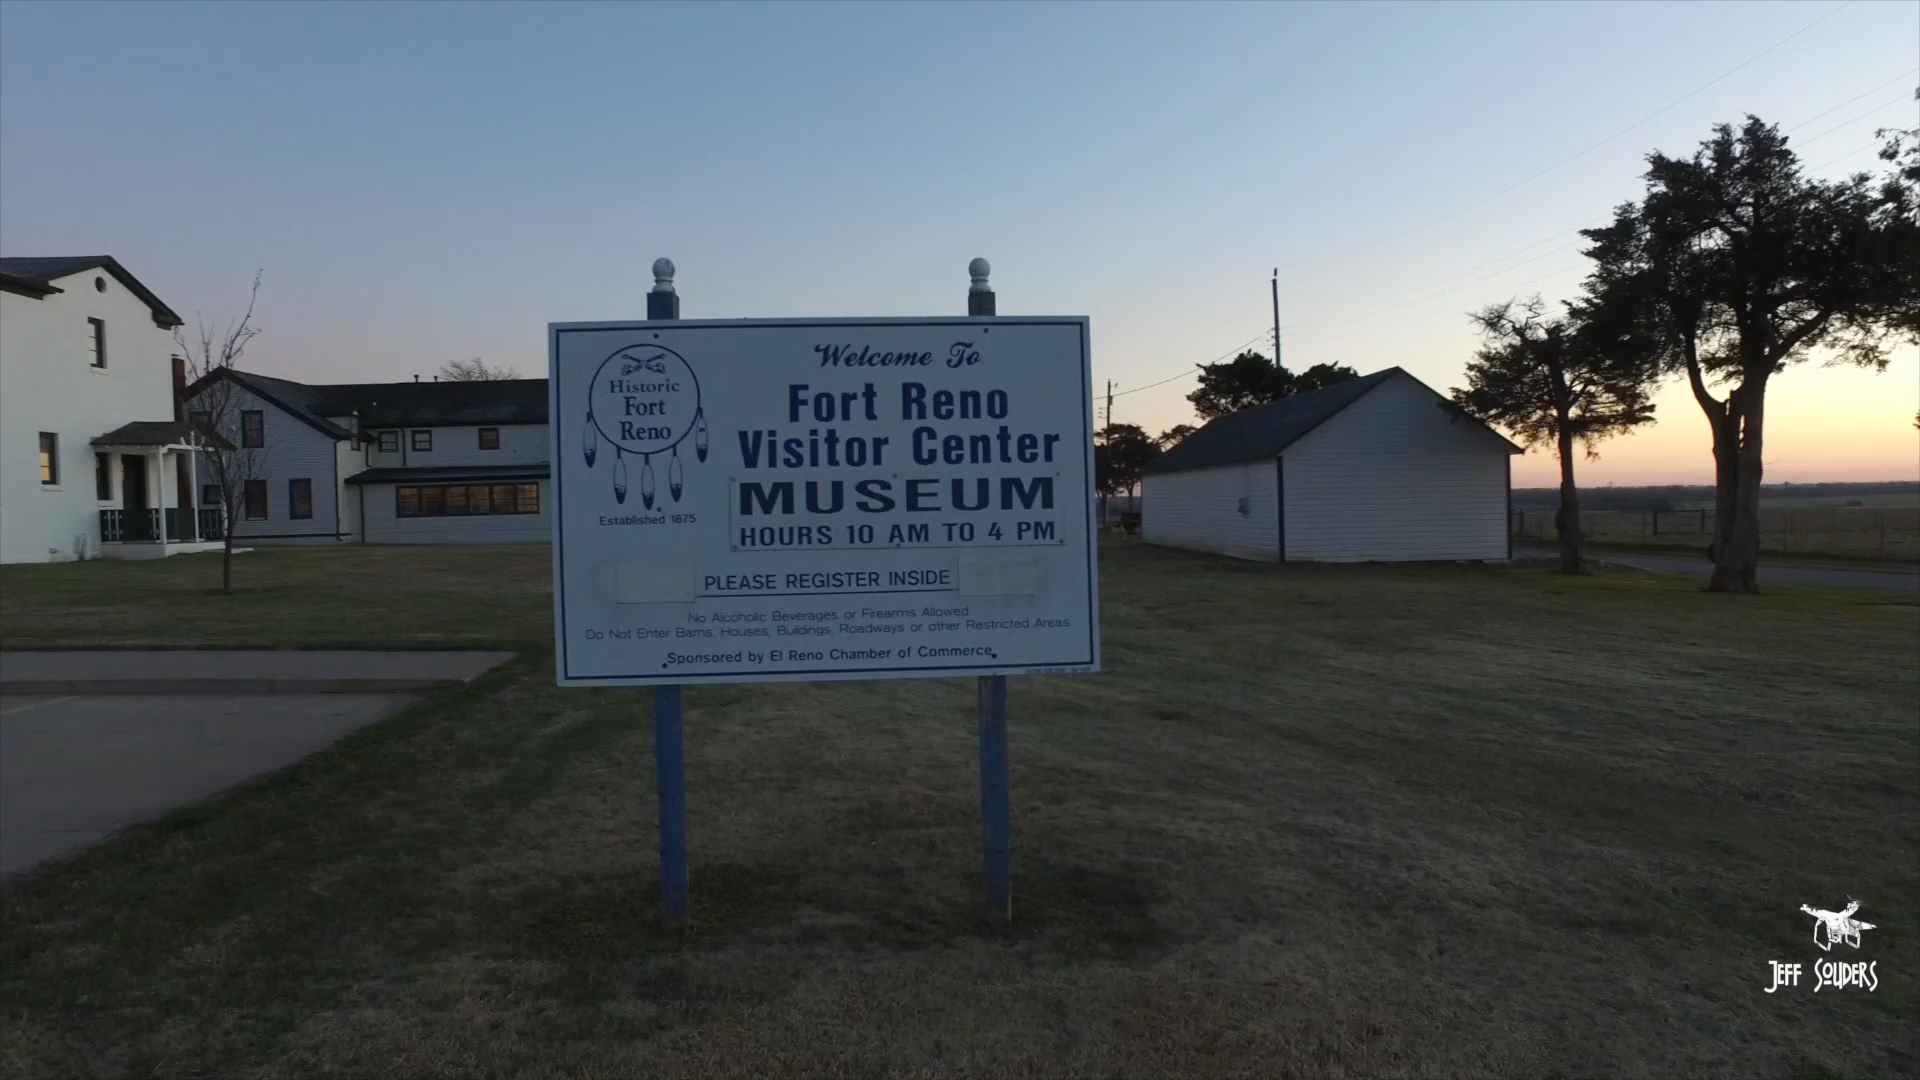 Welcome To
Historic
Fort
Reno
Established 1875
Fort Reno
Visitor Center
MUSEUM
HOURS 10 AM TO 4 PM
PLEASE REGISTER INSIDE
No Alcoholic Beverages or Firearms Allowed
Do Not Enter Barns, Houses, Buildings, Roadways or other Restricted Areas
Sponsored by El Reno Chamber of Commerce
JEFF SOUDERS